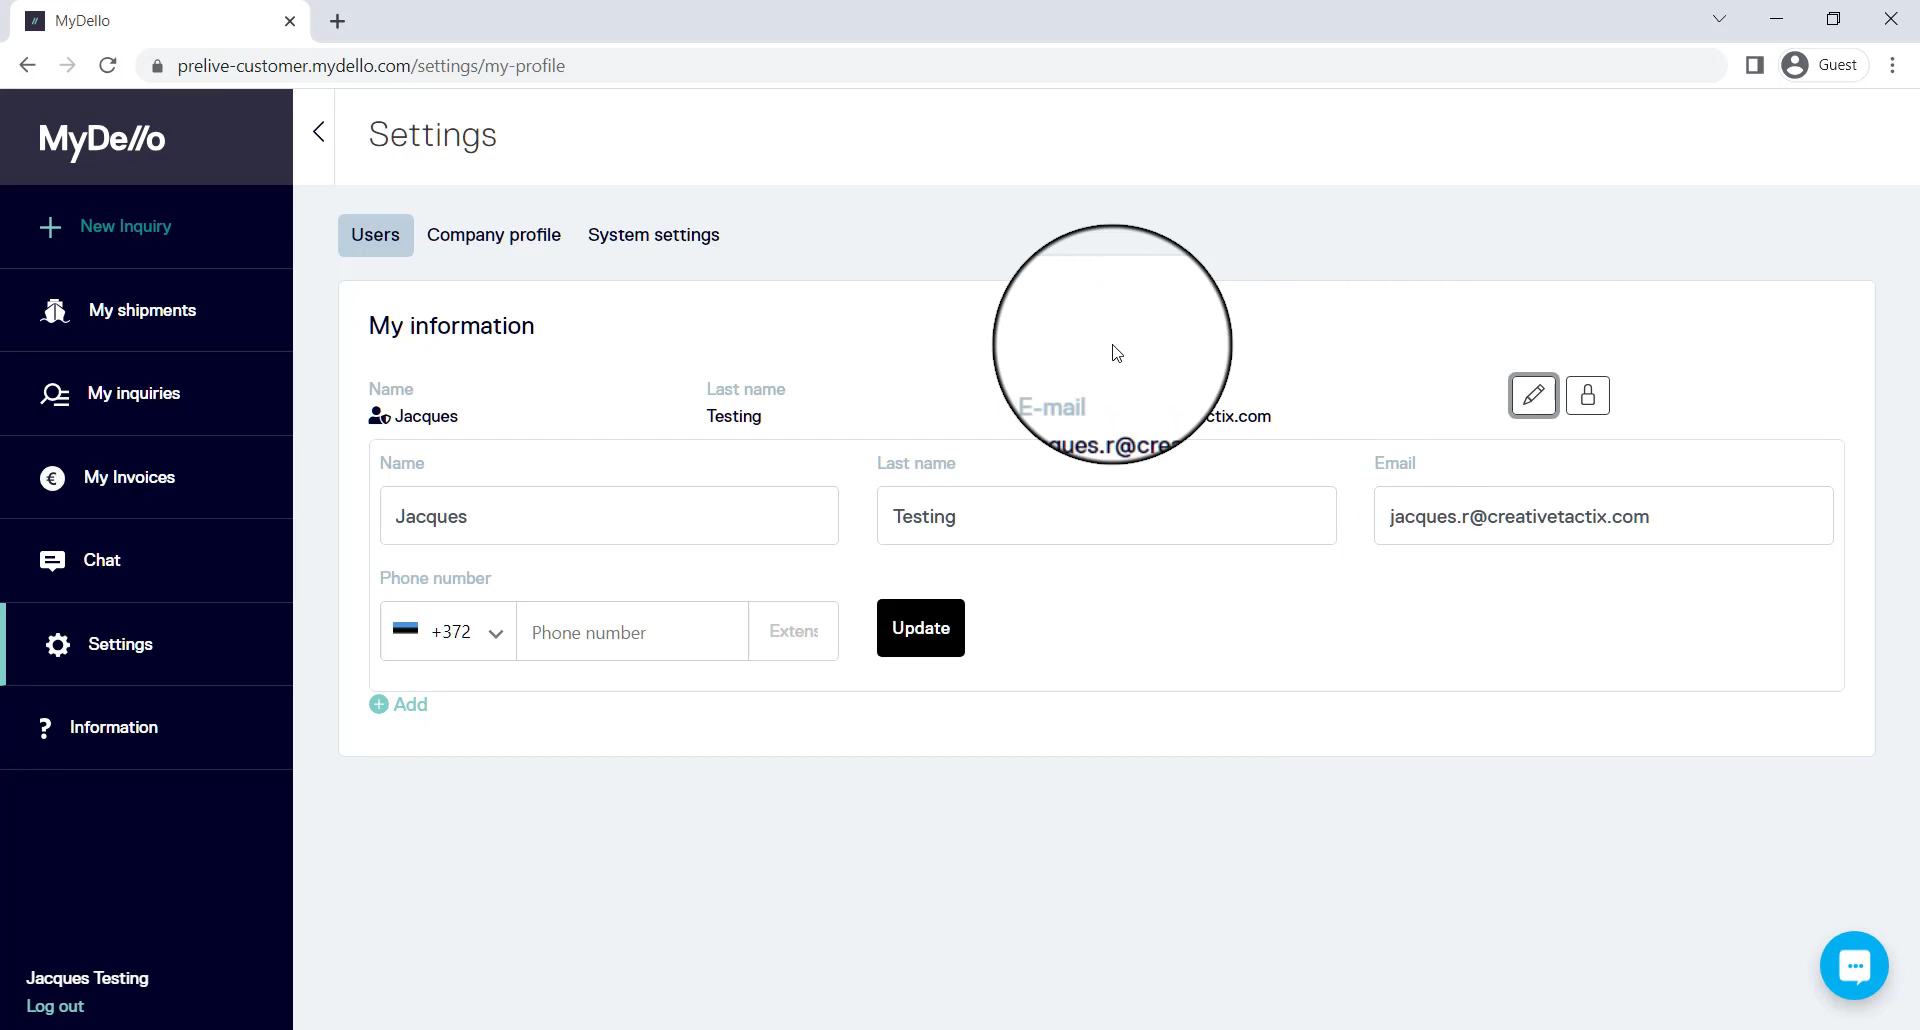 MyDello
prelive-customer.mydello.com/settings/my-profile
Guest
MyDello
Settings
New Inquiry
My shipments
My inquiries
My Invoices
Chat
Settings
Information
Jacques Testing
Log out
Users Company profile System settings
My information
Name Last name E-mail
Jacques Testing ques.r@cre ctix.com
Name Last name Email
Jacques Testing jacques.r@creativetactix.com
Phone number
+372 Phone number Extens
Update
Add